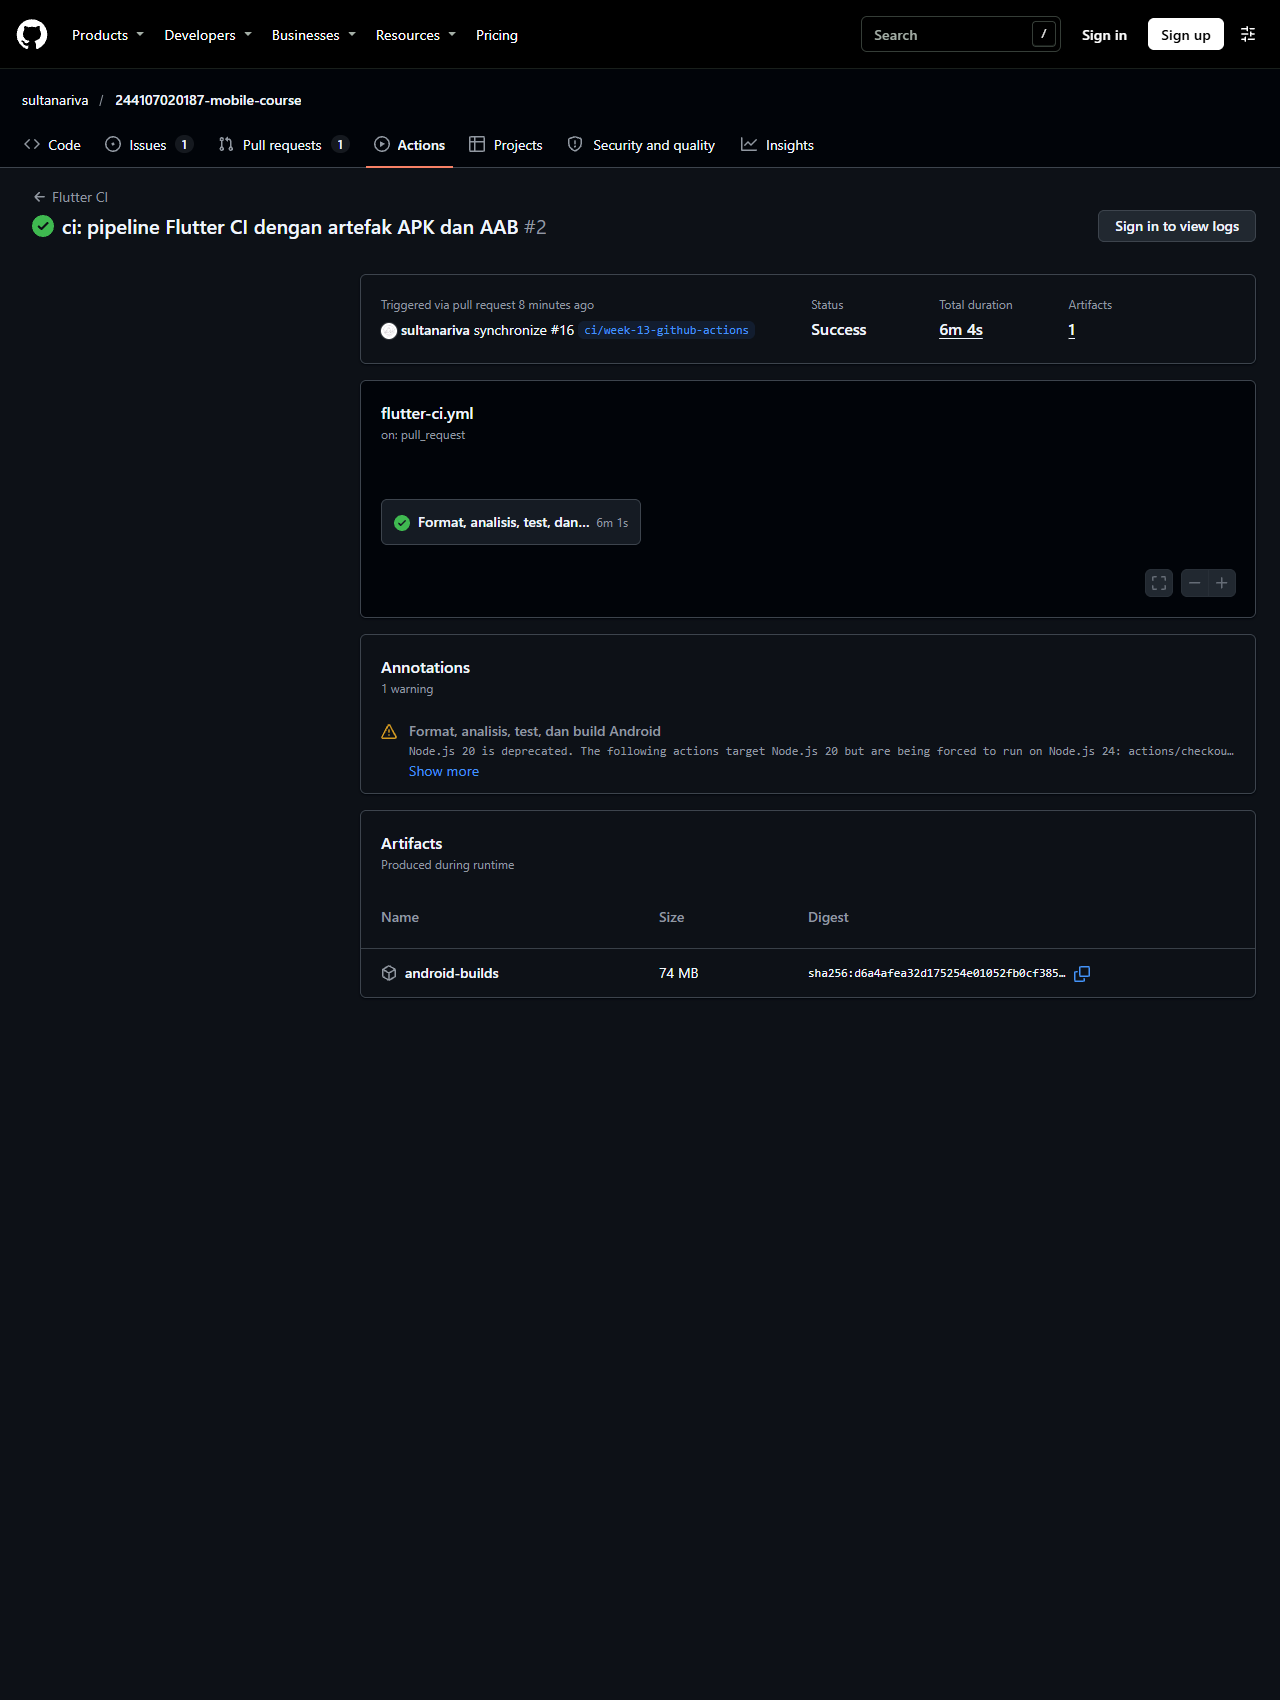 Products Developers Businesses Resources Pricing Search / Sign in Sign up
sultanariva / 244107020187-mobile-course
Code Issues 1 Pull requests 1 Actions Projects Security and quality Insights
← Flutter CI
ci: pipeline Flutter CI dengan artefak APK dan AAB #2
Sign in to view logs
Triggered via pull request 8 minutes ago
sultanariva synchronize #16 ci/week-13-github-actions
Status
Success
Total duration
6m 4s
Artifacts
1
flutter-ci.yml
on: pull_request
Format, analisis, test, dan... 6m 1s
Annotations
1 warning
Format, analisis, test, dan build Android
Node.js 20 is deprecated. The following actions target Node.js 20 but are being forced to run on Node.js 24: actions/checkou…
Show more
Artifacts
Produced during runtime
Name Size Digest
android-builds 74 MB sha256:d6a4afea32d175254e01052fb0cf385…